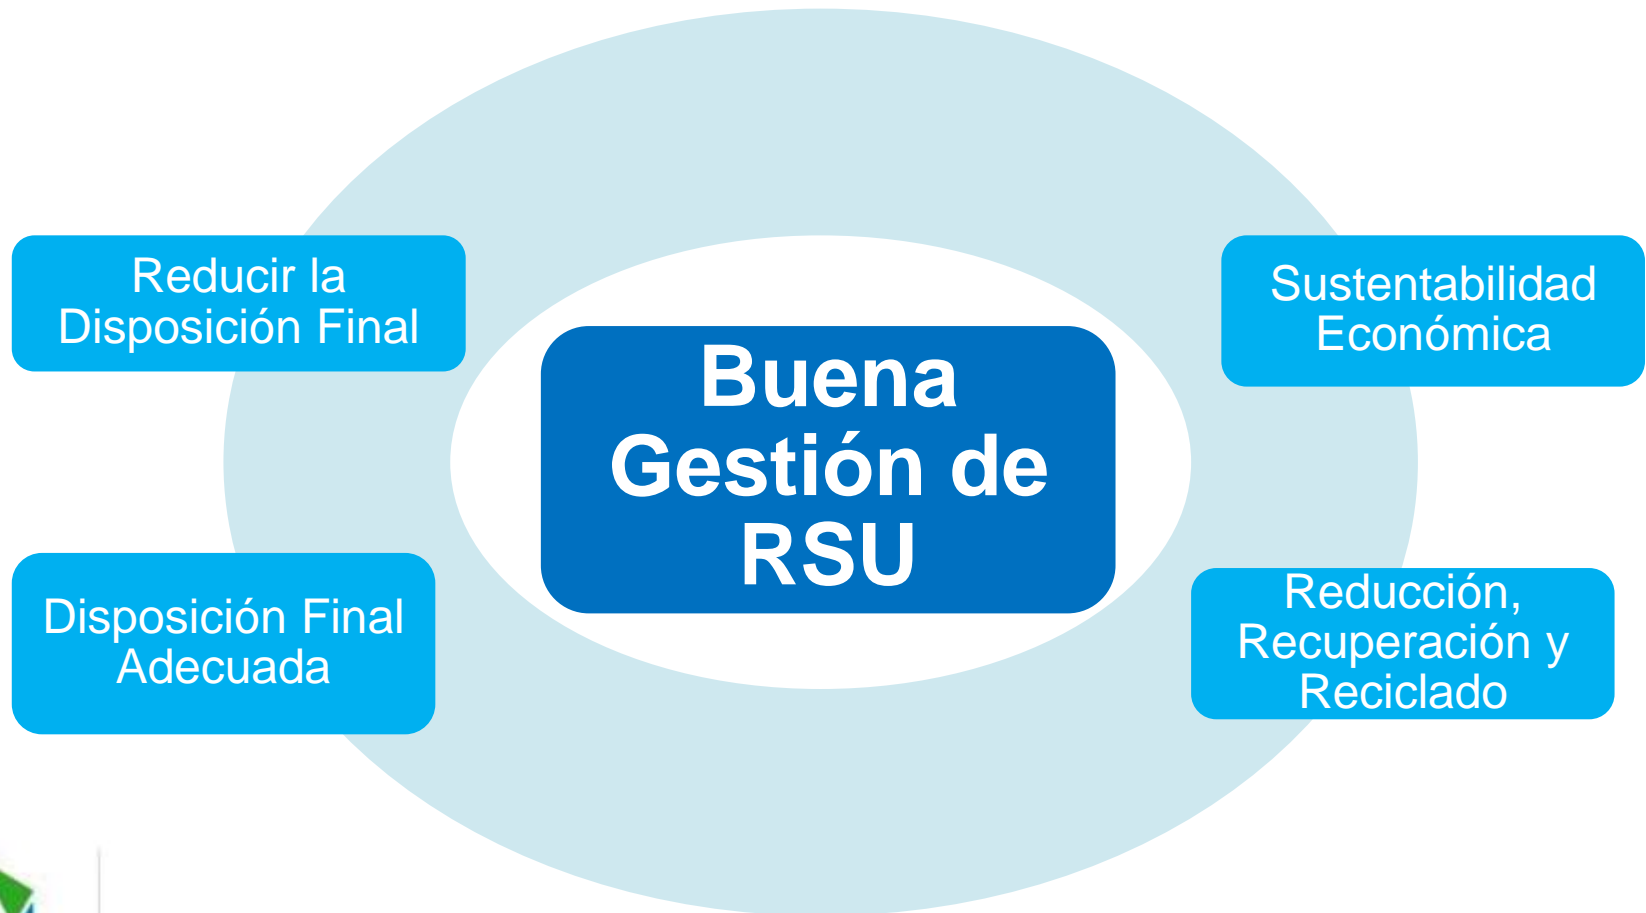 Reducir la
Disposición Final
Sustentabilidad
Económica
Buena
Gestión de
RSU
Disposición Final
Adecuada
Reducción,
Recuperación y
Reciclado